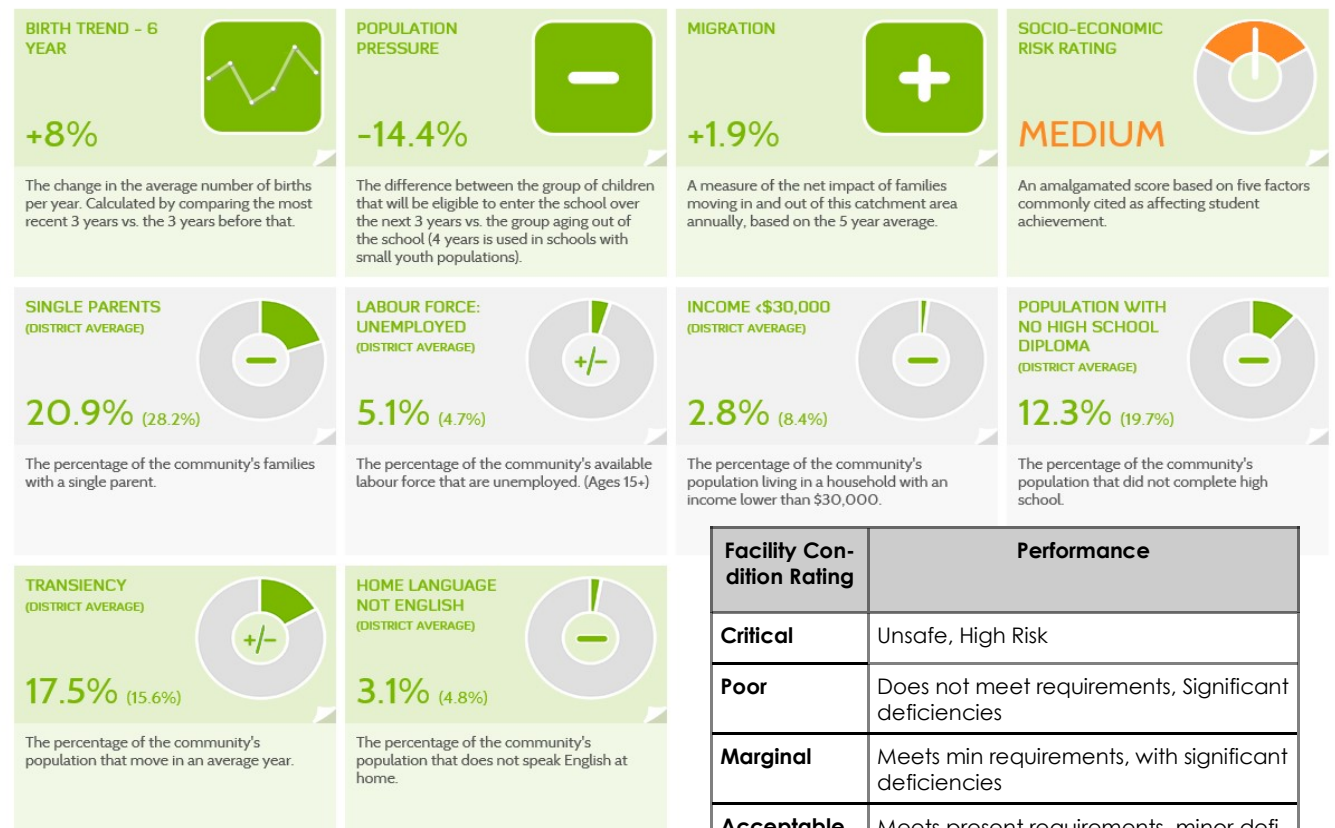 BIRTH TREND - 6
YEAR
+8%
The change in the average number of births
per year. Calculated by comparing the most
recent 3 years vs. the 3 years before that.
POPULATION
PRESSURE
-14.4%
The difference between the group of children
that will be eligible to enter the school over
the next 3 years vs. the group aging out of
the school (4 years is used in schools with
small youth populations).
MIGRATION
+1.9%
A measure of the net impact of families
moving in and out of this catchment area
annually, based on the 5 year average.
SOCIO-ECONOMIC
RISK RATING
MEDIUM
An amalgamated score based on five factors
commonly cited as affecting student
achievement.
SINGLE PARENTS
(DISTRICT AVERAGE)
20.9% (28.2%)
The percentage of the community's families
with a single parent.
LABOUR FORCE:
UNEMPLOYED
(DISTRICT AVERAGE)
+/-
5.1% (4.7%)
The percentage of the community's available
labour force that are unemployed. (Ages 15+)
INCOME <$30,000
(DISTRICT AVERAGE)
2.8% (8.4%)
The percentage of the community's
population living in a household with an
income lower than $30,000.
POPULATION WITH
NO HIGH SCHOOL
DIPLOMA
(DISTRICT AVERAGE)
12.3% (19.7%)
The percentage of the community's
population that did not complete high
school.
TRANSIENCY
(DISTRICT AVERAGE)
+/-
17.5% (15.6%)
The percentage of the community's
population that move in an average year.
HOME LANGUAGE
NOT ENGLISH
(DISTRICT AVERAGE)
3.1% (4.8%)
The percentage of the community's
population that does not speak English at
home.
Facility Con-
dition Rating
Performance
Critical
Unsafe, High Risk
Poor
Does not meet requirements, Significant
deficiencies
Marginal
Meets min requirements, with significant
deficiencies
Acceptable
Meets present requirements, minor defi-